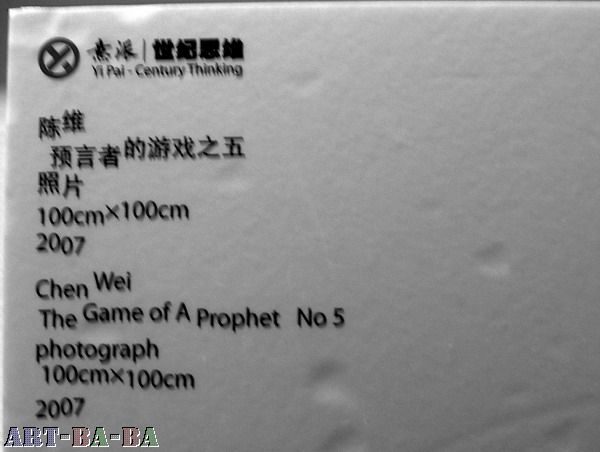 意派 | 世纪思维
Yi Pai - Century Thinking
陈维
预言者的游戏之五
照片
100cm×100cm
2007
Chen Wei
The Game of A Prophet No 5
photograph
100cm×100cm
2007
ART-BA-BA